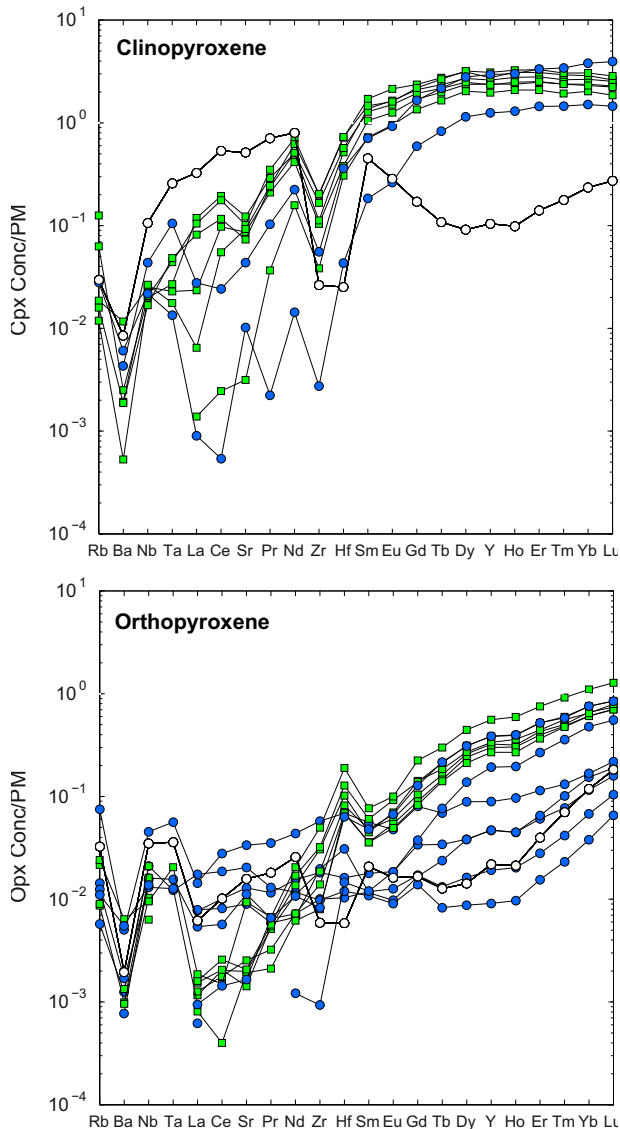 Clinopyroxene
Cpx Conc/PM
10^1
10^0
10^-1
10^-2
10^-3
10^-4
Rb Ba Nb Ta La Ce Sr Pr Nd Zr Hf Sm Eu Gd Tb Dy Y Ho Er Tm Yb Lu
Orthopyroxene
Opx Conc/PM
10^1
10^0
10^-1
10^-2
10^-3
10^-4
Rb Ba Nb Ta La Ce Sr Pr Nd Zr Hf Sm Eu Gd Tb Dy Y Ho Er Tm Yb Lu